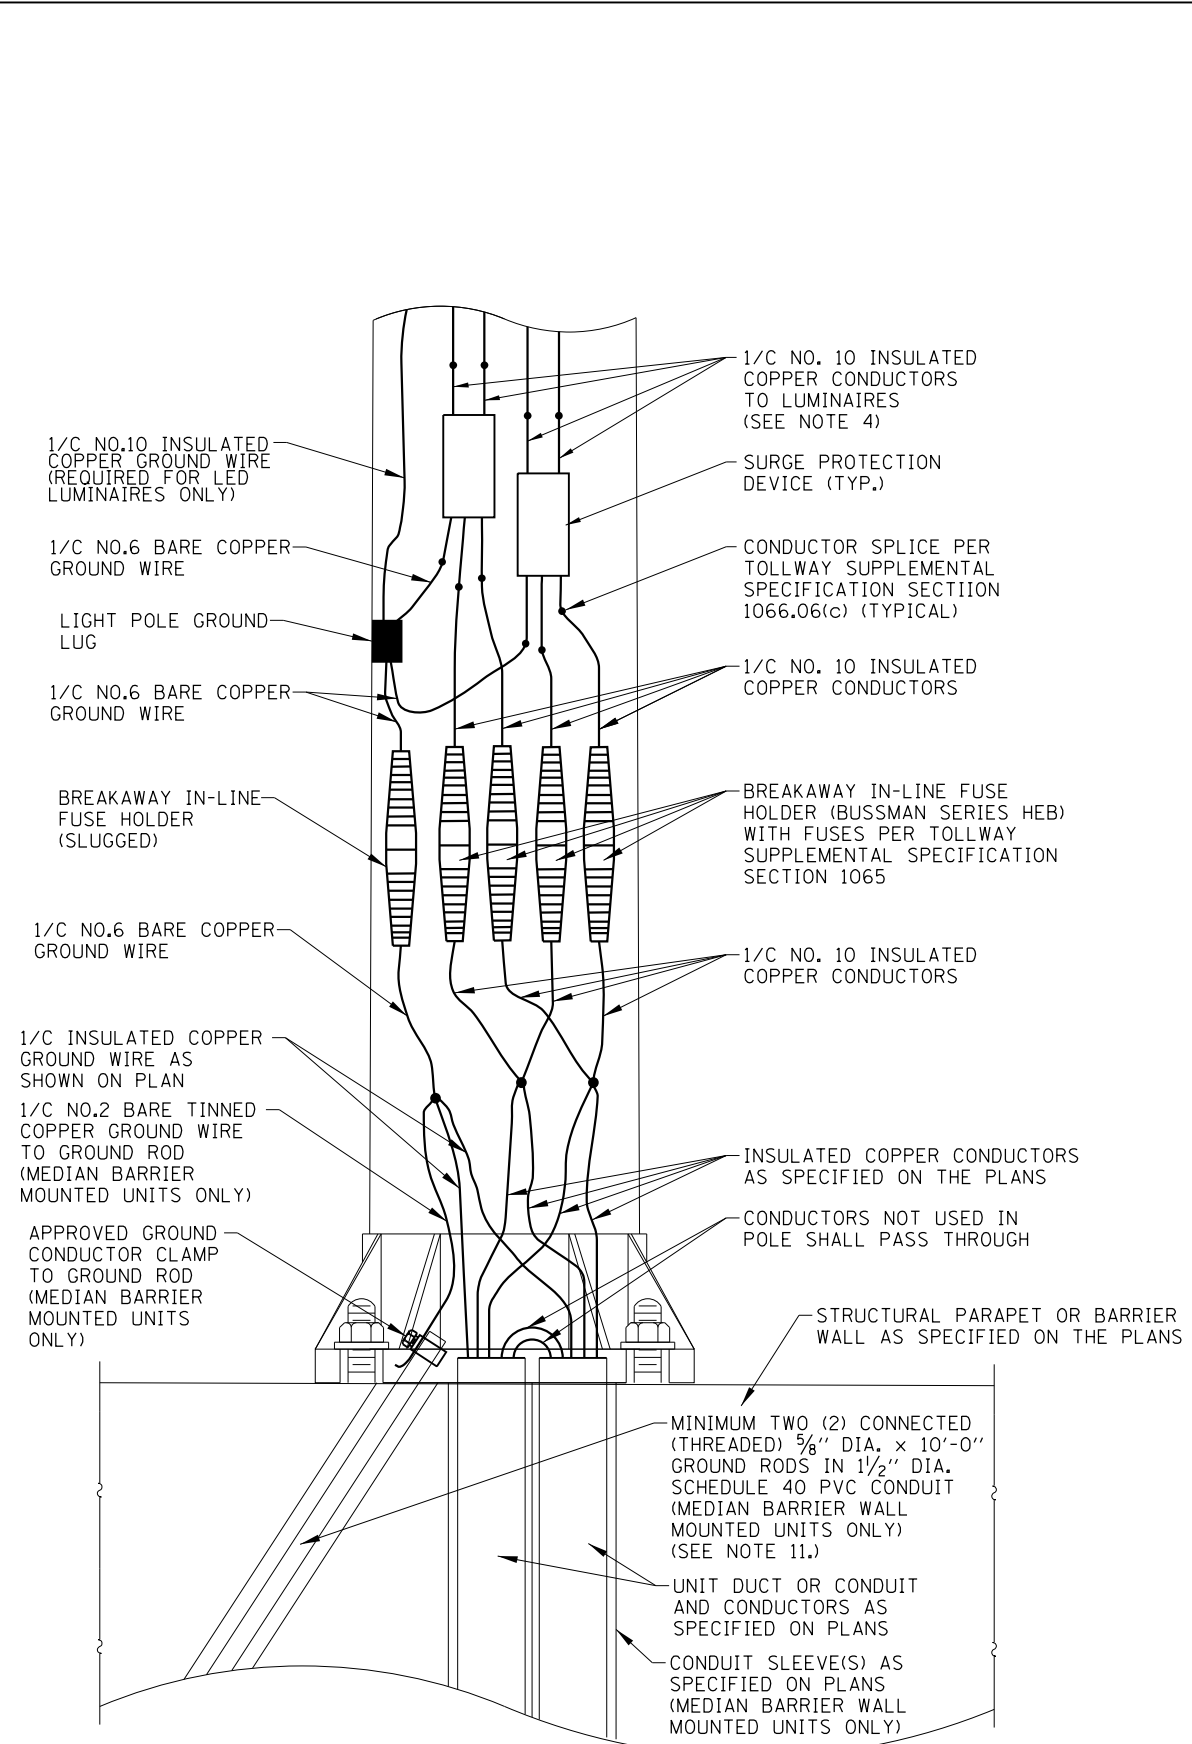 1/C NO.10 INSULATED
COPPER GROUND WIRE
(REQUIRED FOR LED
LUMINAIRES ONLY)
1/C NO.6 BARE COPPER
GROUND WIRE
LIGHT POLE GROUND
LUG
1/C NO.6 BARE COPPER
GROUND WIRE
BREAKAWAY IN-LINE
FUSE HOLDER
(SLUGGED)
1/C NO.6 BARE COPPER
GROUND WIRE
1/C INSULATED COPPER
GROUND WIRE AS
SHOWN ON PLAN
1/C NO.2 BARE TINNED
COPPER GROUND WIRE
TO GROUND ROD
(MEDIAN BARRIER
MOUNTED UNITS ONLY)
APPROVED GROUND
CONDUCTOR CLAMP
TO GROUND ROD
(MEDIAN BARRIER
MOUNTED UNITS
ONLY)
1/C NO. 10 INSULATED
COPPER CONDUCTORS
TO LUMINAIRES
(SEE NOTE 4)
SURGE PROTECTION
DEVICE (TYP.)
CONDUCTOR SPLICE PER
TOLLWAY SUPPLEMENTAL
SPECIFICATION SECTIION
1066.06(c) (TYPICAL)
1/C NO. 10 INSULATED
COPPER CONDUCTORS
BREAKAWAY IN-LINE FUSE
HOLDER (BUSSMAN SERIES HEB)
WITH FUSES PER TOLLWAY
SUPPLEMENTAL SPECIFICATION
SECTION 1065
1/C NO. 10 INSULATED
COPPER CONDUCTORS
INSULATED COPPER CONDUCTORS
AS SPECIFIED ON THE PLANS
CONDUCTORS NOT USED IN
POLE SHALL PASS THROUGH
STRUCTURAL PARAPET OR BARRIER
WALL AS SPECIFIED ON THE PLANS
MINIMUM TWO (2) CONNECTED
(THREADED) 5/8'' DIA. x 10'-0''
GROUND RODS IN 1 1/2'' DIA.
SCHEDULE 40 PVC CONDUIT
(MEDIAN BARRIER WALL
MOUNTED UNITS ONLY)
(SEE NOTE 11.)
UNIT DUCT OR CONDUIT
AND CONDUCTORS AS
SPECIFIED ON PLANS
CONDUIT SLEEVE(S) AS
SPECIFIED ON PLANS
(MEDIAN BARRIER WALL
MOUNTED UNITS ONLY)